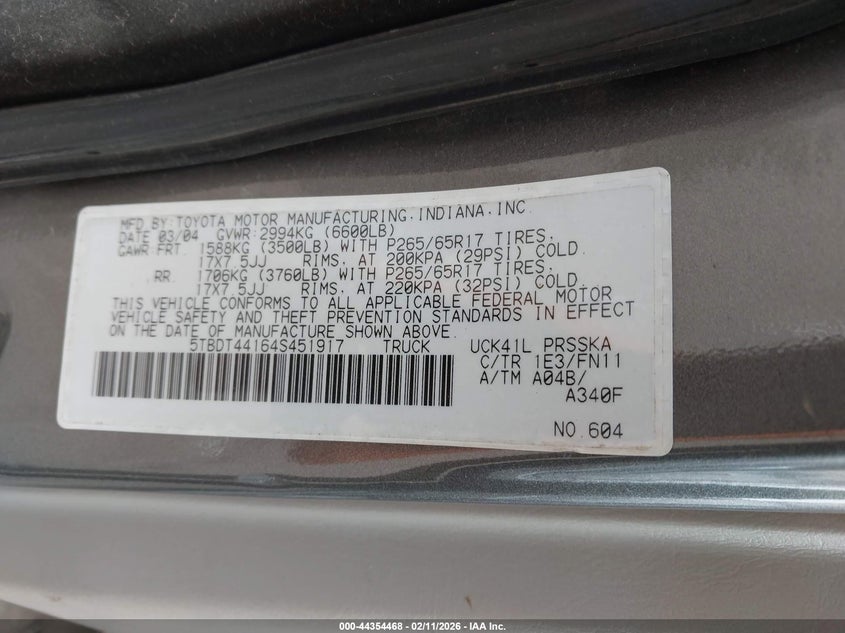 MFD.BY:TOYOTA MOTOR MANUFACTURING.INDIANA,INC.
DATE 03/04 GVWR:2994KG (6600LB)
GAWR FRT. 1588KG (3500LB) WITH P265/65R17 TIRES,
17X7.5JJ RIMS, AT 200KPA (29PSI) COLD.
RR. 1706KG (3760LB) WITH P265/65R17 TIRES,
17X7.5JJ RIMS, AT 220KPA (32PSI) COLD.
THIS VEHICLE CONFORMS TO ALL APPLICABLE FEDERAL MOTOR
VEHICLE SAFETY AND THEFT PREVENTION STANDARDS IN EFFECT
ON THE DATE OF MANUFACTURE SHOWN ABOVE.
5TBDT44164S451917 TRUCK UCK41L PRSSKA
C/TR 1E3/FN11
A/TM A04B/
A340F
NO.604
000-44354468 - 02/11/2026 - IAA Inc.